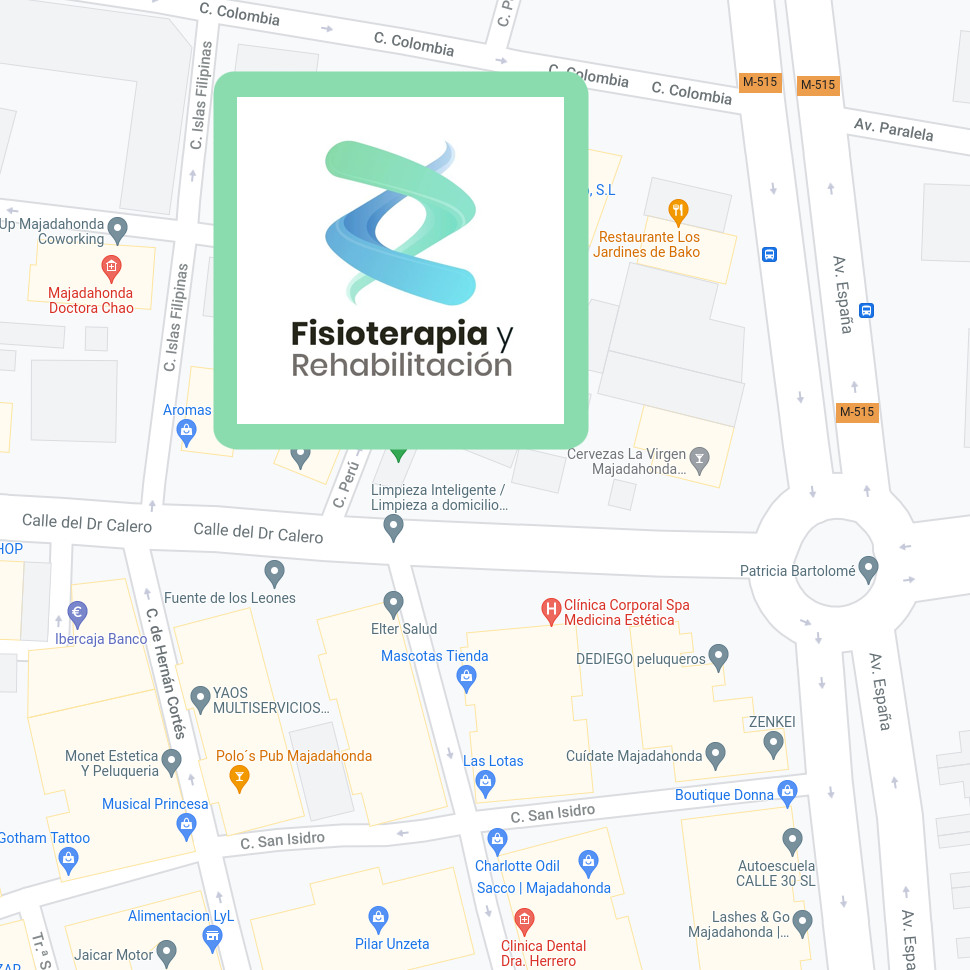 C. Colombia
C. Colombia
C. P
C. Colombia
C. Colombia
M-515
M-515
Av. Paralela
C. Islas Filipinas
, S.L
Up Majadahonda
Coworking
Majadahonda
Doctora Chao
C. Islas Filipinas
Restaurante Los
Jardines de Bako
Av. España
Fisioterapia y
Rehabilitación
M-515
Aromas
Cervezas La Virgen
Majadahonda...
C. Perú
Limpieza Inteligente /
Limpieza a domicilio...
Calle del Dr Calero
Calle del Dr Calero
HOP
Patricia Bartolomé
Fuente de los Leones
Elter Salud
Clínica Corporal Spa
Medicina Estética
Ibercaja Banco
C. de Hernán Cortés
Mascotas Tienda
DEDIEGO peluqueros
Av. España
YAOS
MULTISERVICIOS...
ZENKEI
Monet Estetica
Y Peluqueria
Polo´s Pub Majadahonda
Las Lotas
Cuídate Majadahonda
Musical Princesa
Boutique Donna
C. San Isidro
C. San Isidro
Gotham Tattoo
Charlotte Odil
Sacco | Majadahonda
Autoescuela
CALLE 30 SL
Alimentacion LyL
Pilar Unzeta
Lashes & Go
Majadahonda |...
Jaicar Motor
Clinica Dental
Dra. Herrero
Tr.ª S
Av. Espa
ZAR